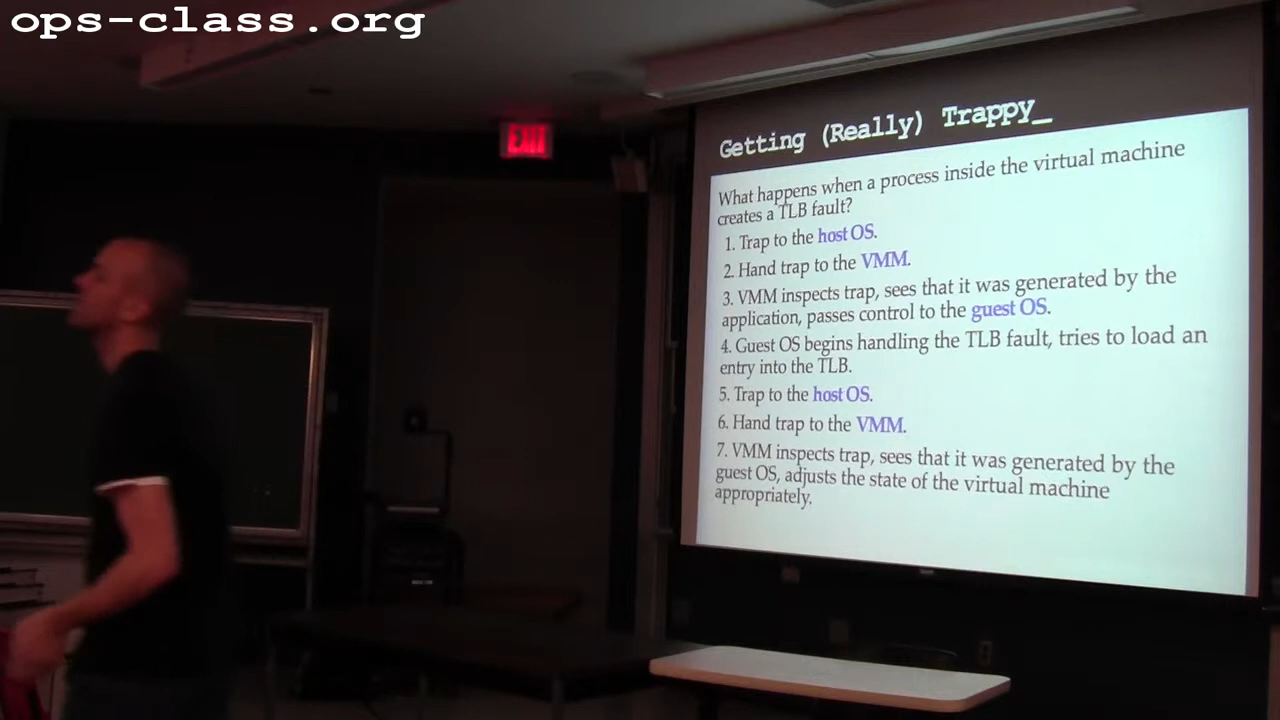 ops-class.org
EXIT
Getting (Really) Trappy_
What happens when a process inside the virtual machine
creates a TLB fault?
1. Trap to the host OS.
2. Hand trap to the VMM.
3. VMM inspects trap, sees that it was generated by the
application, passes control to the guest OS.
4. Guest OS begins handling the TLB fault, tries to load an
entry into the TLB.
5. Trap to the host OS.
6. Hand trap to the VMM.
7. VMM inspects trap, sees that it was generated by the
guest OS, adjusts the state of the virtual machine
appropriately.